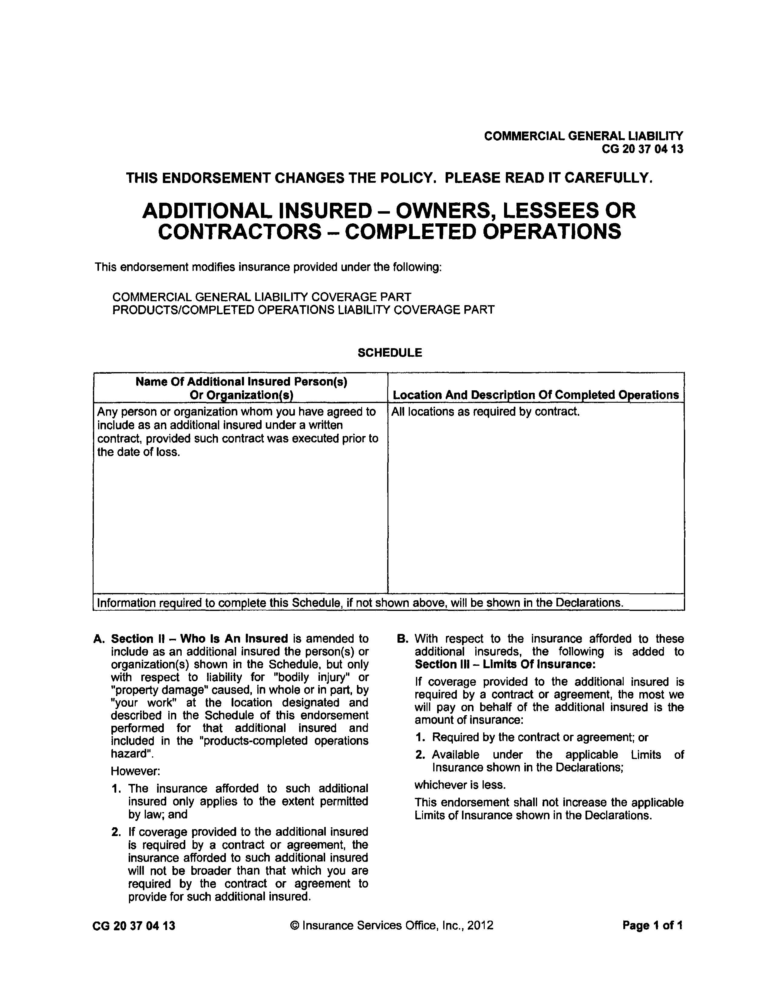 COMMERCIAL GENERAL LIABILITY
CG 20 37 04 13
THIS ENDORSEMENT CHANGES THE POLICY. PLEASE READ IT CAREFULLY.
ADDITIONAL INSURED – OWNERS, LESSEES OR
CONTRACTORS – COMPLETED OPERATIONS
This endorsement modifies insurance provided under the following:
COMMERCIAL GENERAL LIABILITY COVERAGE PART
PRODUCTS/COMPLETED OPERATIONS LIABILITY COVERAGE PART
SCHEDULE
Name Of Additional Insured Person(s)
Or Organization(s)
Location And Description Of Completed Operations
Any person or organization whom you have agreed to
include as an additional insured under a written
contract, provided such contract was executed prior to
the date of loss.
All locations as required by contract.
Information required to complete this Schedule, if not shown above, will be shown in the Declarations.
A. Section II – Who Is An Insured is amended to
include as an additional insured the person(s) or
organization(s) shown in the Schedule, but only
with respect to liability for "bodily injury" or
"property damage" caused, in whole or in part, by
"your work" at the location designated and
described in the Schedule of this endorsement
performed for that additional insured and
included in the "products-completed operations
hazard".
However:
1. The insurance afforded to such additional
insured only applies to the extent permitted
by law; and
2. If coverage provided to the additional insured
is required by a contract or agreement, the
insurance afforded to such additional insured
will not be broader than that which you are
required by the contract or agreement to
provide for such additional insured.
B. With respect to the insurance afforded to these
additional insureds, the following is added to
Section III – Limits Of Insurance:
If coverage provided to the additional insured is
required by a contract or agreement, the most we
will pay on behalf of the additional insured is the
amount of insurance:
1. Required by the contract or agreement; or
2. Available under the applicable Limits of
Insurance shown in the Declarations;
whichever is less.
This endorsement shall not increase the applicable
Limits of Insurance shown in the Declarations.
CG 20 37 04 13
© Insurance Services Office, Inc., 2012
Page 1 of 1